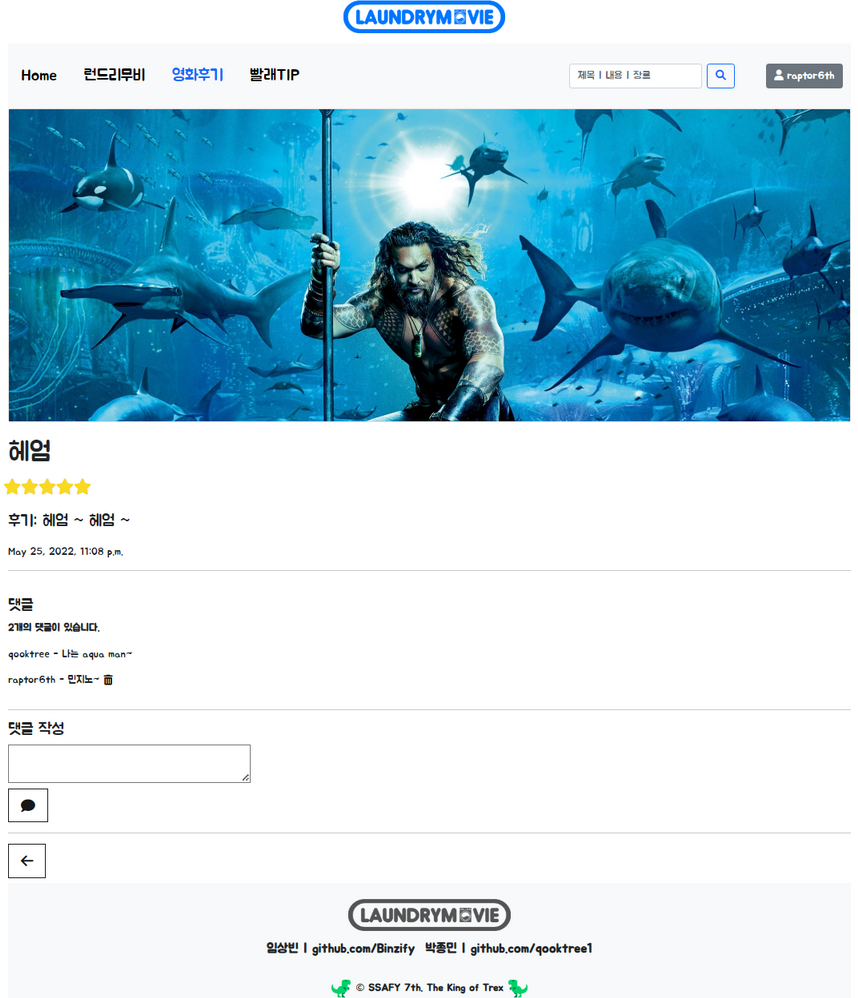 LAUNDRYMOVIE
Home 런드리무비 영화후기 빨래TIP 제목 | 내용 | 장르 raptor6th
헤엄
후기: 헤엄 ~ 헤엄 ~
May 25, 2022, 11:08 p.m.
댓글
2개의 댓글이 있습니다.
qooktree - 나는 aqua man~
raptor6th - 민지노~
댓글 작성
LAUNDRYMOVIE
임상빈 | github.com/Binzify 박종민 | github.com/qooktree1
© SSAFY 7th. The King of Trex